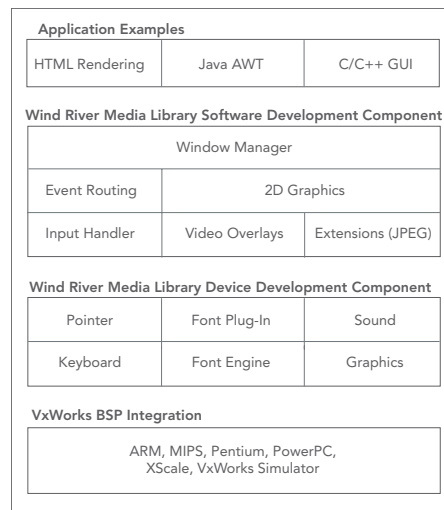 Application Examples
HTML Rendering
Java AWT
C/C++ GUI
Wind River Media Library Software Development Component
Window Manager
Event Routing
2D Graphics
Input Handler
Video Overlays
Extensions (JPEG)
Wind River Media Library Device Development Component
Pointer
Font Plug-In
Sound
Keyboard
Font Engine
Graphics
VxWorks BSP Integration
ARM, MIPS, Pentium, PowerPC,
XScale, VxWorks Simulator